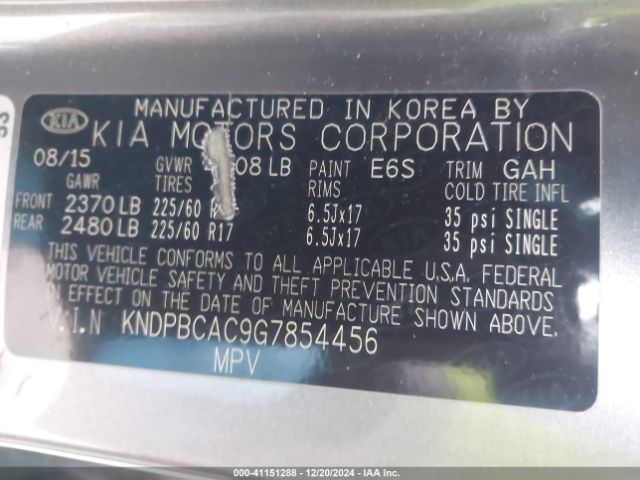 53
MANUFACTURED IN KOREA BY
KIA KIA MOTORS CORPORATION
08/15 GVWR 08 LB PAINT E6S TRIM GAH
GAWR TIRES RIMS COLD TIRE INFL
FRONT 2370 LB 225/60 6.5Jx17 35 psi SINGLE
REAR 2480 LB 225/60 R17 6.5Jx17 35 psi SINGLE
THIS VEHICLE CONFORMS TO ALL APPLICABLE U.S.A. FEDERAL
MOTOR VEHICLE SAFETY AND THEFT PREVENTION STANDARDS
IN EFFECT ON THE DATE OF MANUFACTURE SHOWN ABOVE
V.I.N KNDPBCAC9G7854456
MPV
000-41151288 - 12/20/2024 - IAA Inc.